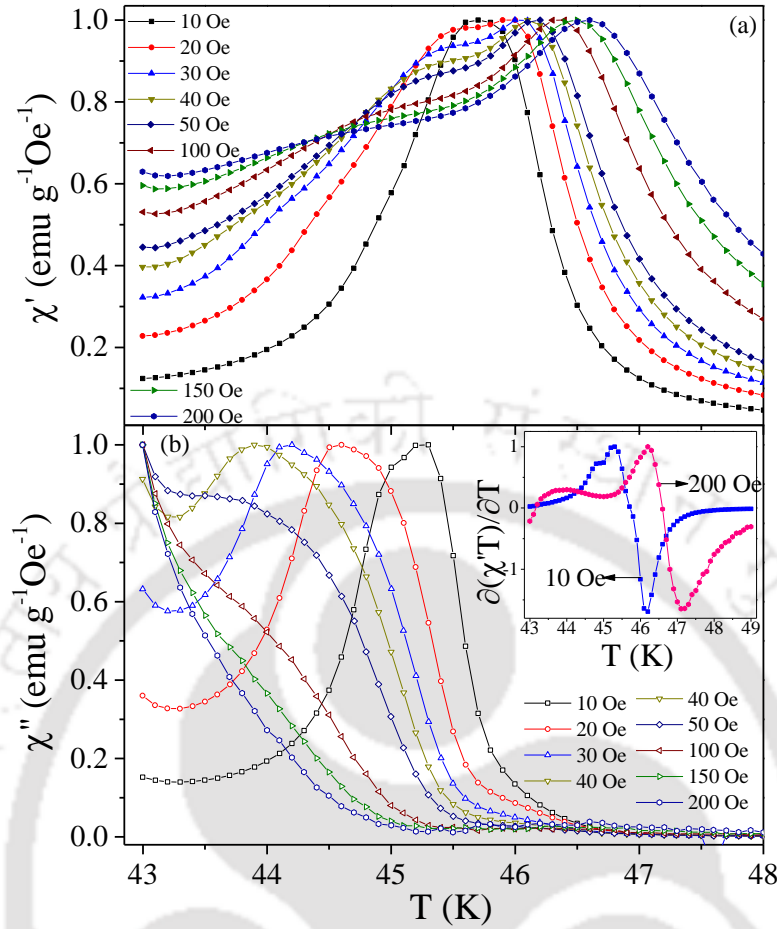 (a)
10 Oe
20 Oe
30 Oe
40 Oe
50 Oe
100 Oe
150 Oe
200 Oe
1.0
0.8
0.6
0.4
0.2
χ' (emu g⁻¹Oe⁻¹)
(b)
1.0
0.8
0.6
0.4
0.2
0.0
χ'' (emu g⁻¹Oe⁻¹)
43 44 45 46 47 48
T (K)
1
0
1
∂(χ'T)/∂T
200 Oe
10 Oe
43 44 45 46 47 48 49
T (K)
10 Oe
20 Oe
30 Oe
40 Oe
40 Oe
50 Oe
100 Oe
150 Oe
200 Oe